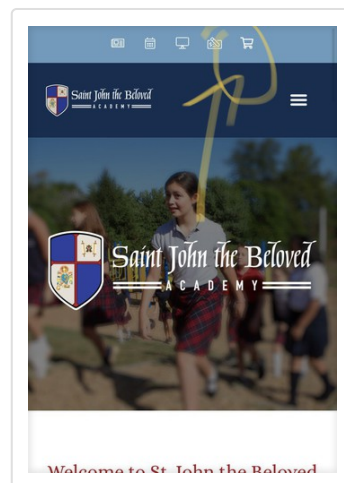 Saint John the Beloved
ACADEMY
Saint John the Beloved
ACADEMY
Welcome to St. John the Beloved